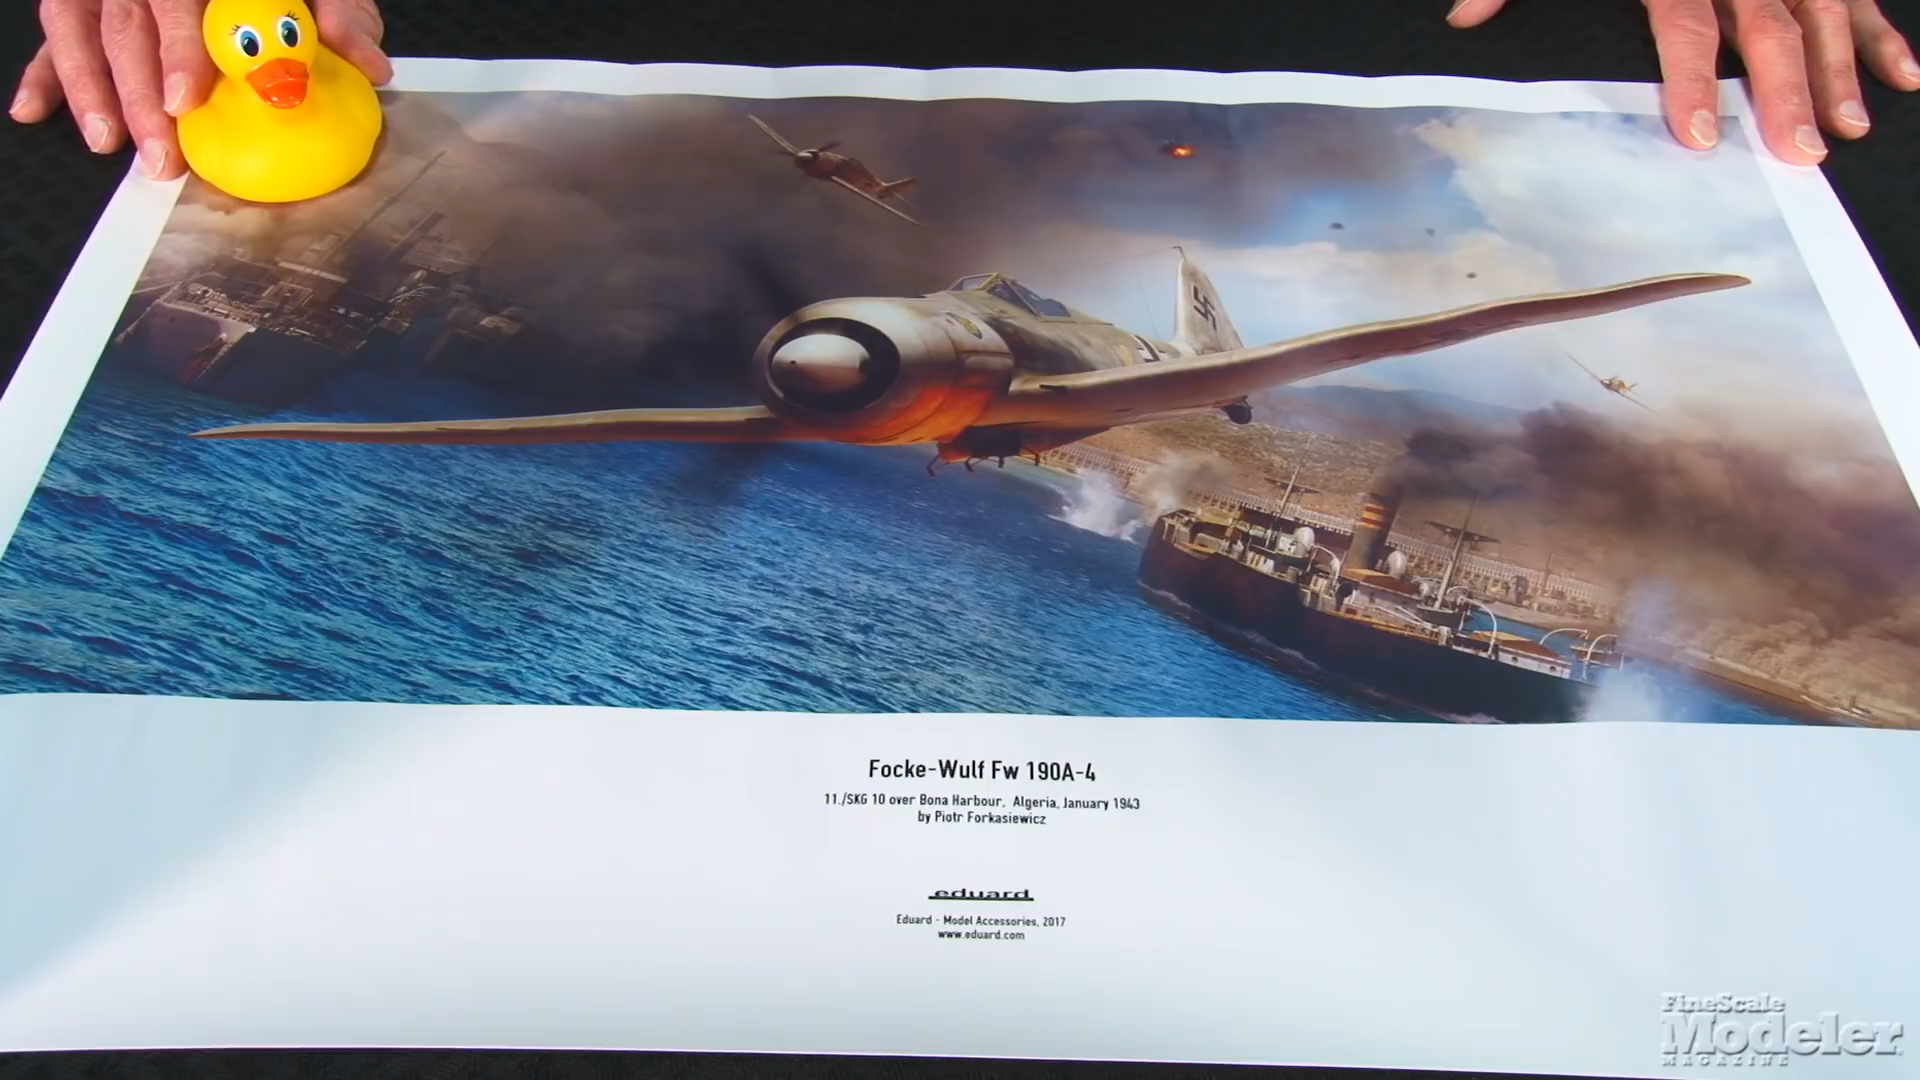 Focke-Wulf Fw 190A-4
11./SKG 10 over Bona Harbour, Algeria, January 1943
by Piotr Forkasiewicz
eduard
Eduard - Model Accessories, 2017
www.eduard.com
FineScale
Modeler
MAGAZINE